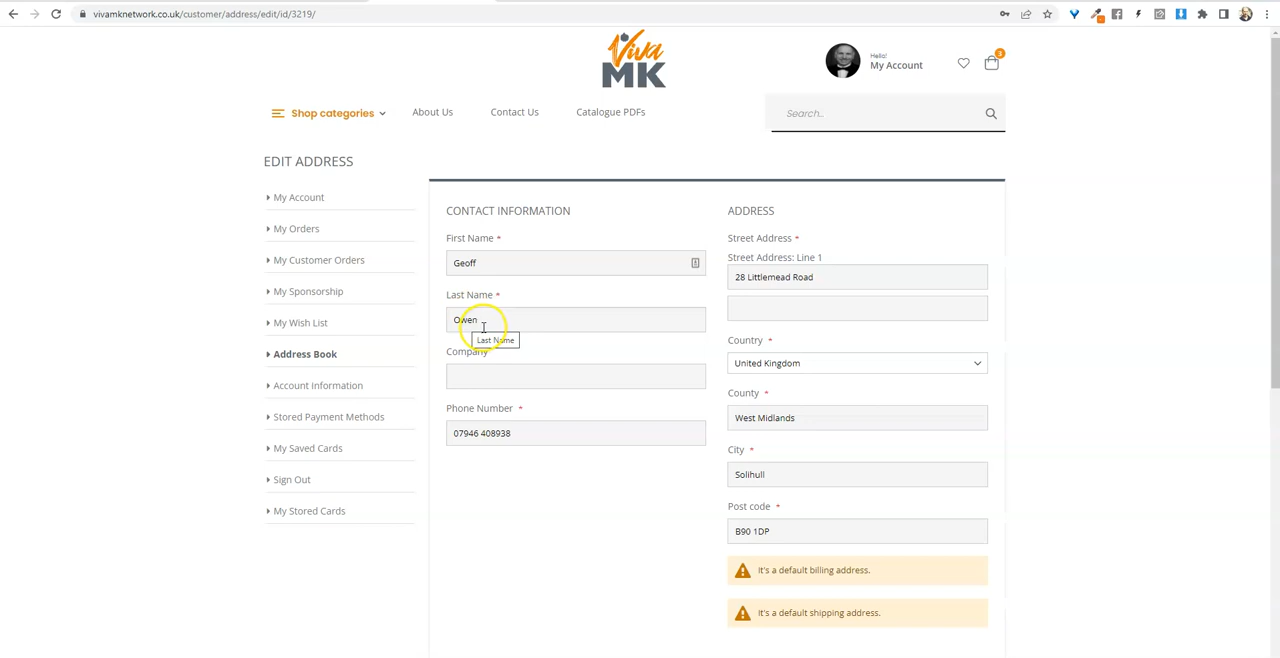 vivamknetwork.co.uk/customer/address/edit/id/3219/
Viva
MK
Hello!
My Account
3
Shop categories
About Us
Contact Us
Catalogue PDFs
Search...
EDIT ADDRESS
My Account
My Orders
My Customer Orders
My Sponsorship
My Wish List
Address Book
Account Information
Stored Payment Methods
My Saved Cards
Sign Out
My Stored Cards
CONTACT INFORMATION
First Name *
Geoff
Last Name *
Owen
Last Name
Company
Phone Number *
07946 408938
ADDRESS
Street Address *
Street Address: Line 1
28 Littlemead Road
Country *
United Kingdom
County *
West Midlands
City *
Solihull
Post code *
B90 1DP
It's a default billing address.
It's a default shipping address.